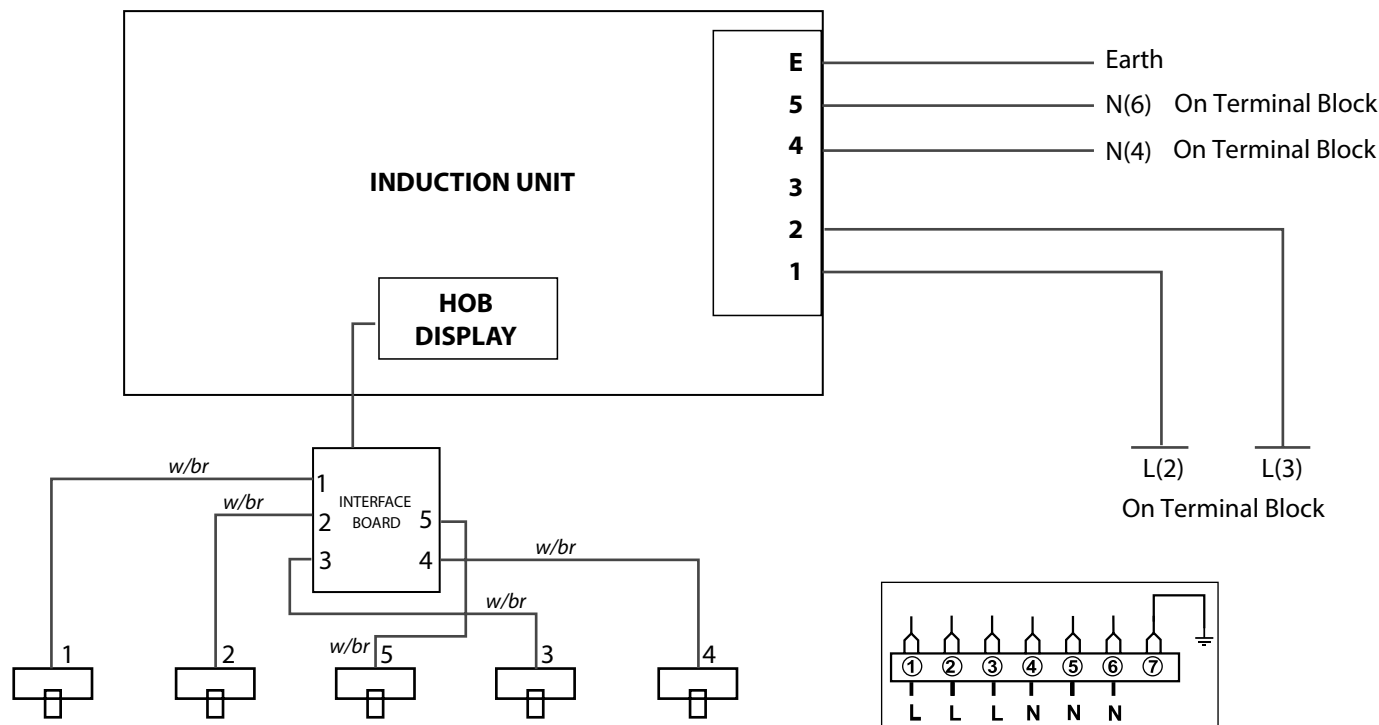 E Earth
5 N(6) On Terminal Block
4 N(4) On Terminal Block
INDUCTION UNIT
3
2
1
HOB
DISPLAY
L(2) L(3)
On Terminal Block
w/br
1
w/br
INTERFACE
2 BOARD 5
3 4
w/br
w/br
w/br
1 2 5 3 4
1 2 3 4 5 6 7
L L L N N N